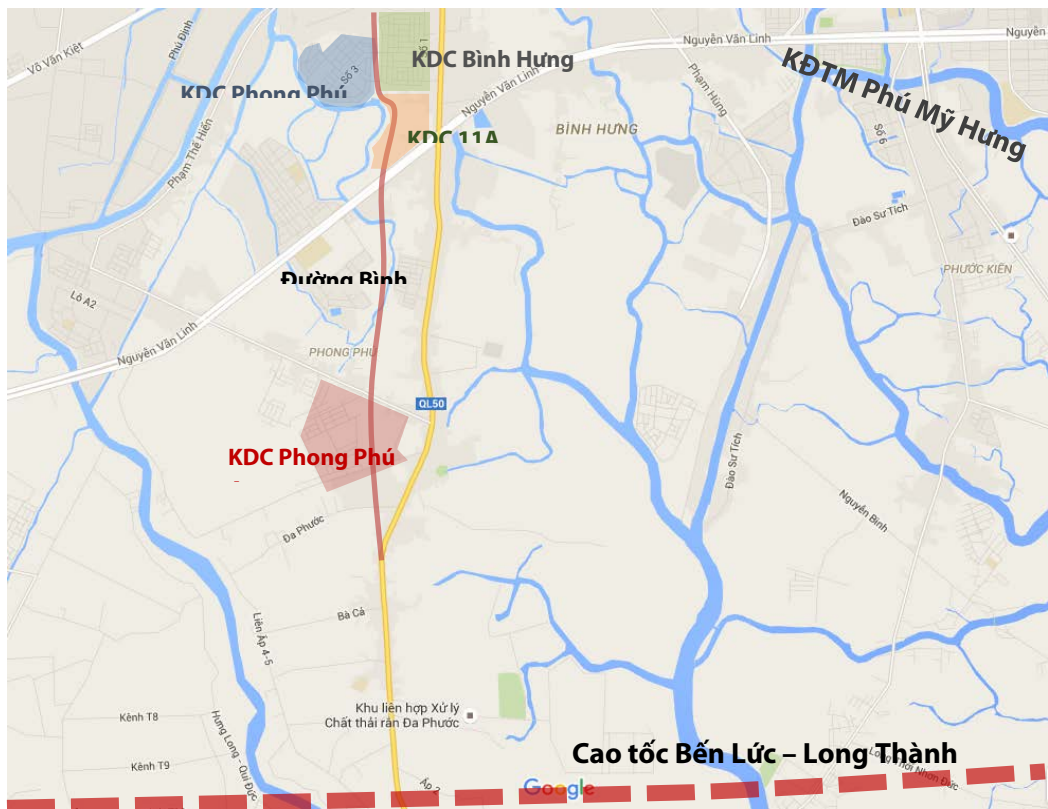 Nguyễn Văn Linh
Nguyễn
Phú Định
Võ Văn Kiệt
Số 1
KDC Bình Hưng
KĐTM Phú Mỹ Hưng
Số 3
KDC Phong Phú
Phạm Hùng
Nguyễn Văn Linh
BÌNH HƯNG
KDC 11A
Số 6
Phạm Thế Hiển
Đào Sư Tích
PHƯỚC KIỂN
Đường Bình
Lô A2
Nguyễn Văn Linh
PHONG PHÚ
QL50
KDC Phong Phú
Đào Sư Tích
Nguyễn Bình
Đa Phước
Bà Cả
Liên Ấp 4-5
Khu liên hợp Xử lý
Chất thải rắn Đa Phước
Kênh T8
Hưng Long - Qui Đức
Cao tốc Bến Lức – Long Thành
Kênh T9
Ấp 2
Google